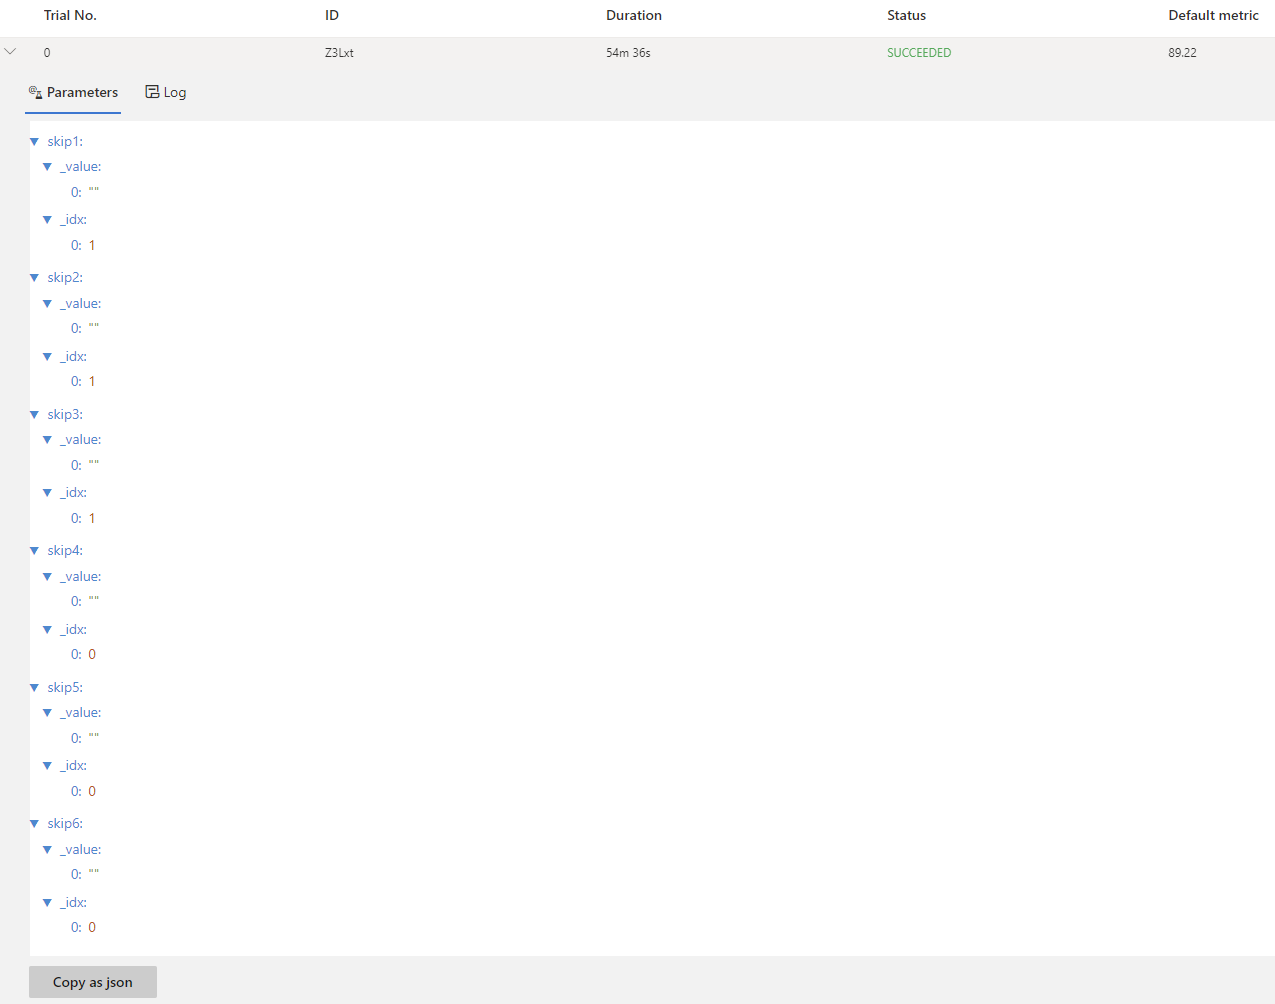 Trial No. ID Duration Status Default metric
0 Z3Lxt 54m 36s SUCCEEDED 89.22
Parameters Log
skip1:
_value:
0: ""
_idx:
0: 1
skip2:
_value:
0: ""
_idx:
0: 1
skip3:
_value:
0: ""
_idx:
0: 1
skip4:
_value:
0: ""
_idx:
0: 0
skip5:
_value:
0: ""
_idx:
0: 0
skip6:
_value:
0: ""
_idx:
0: 0
Copy as json